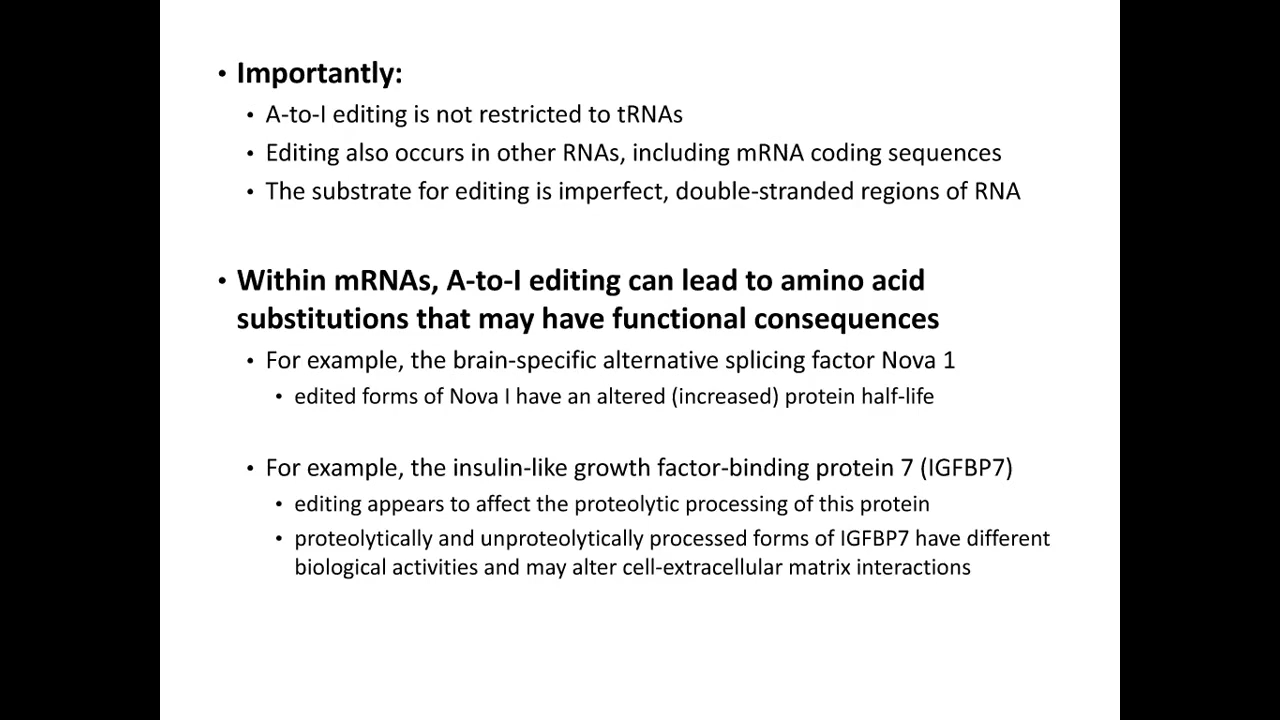 • Importantly:
• A-to-I editing is not restricted to tRNAs
• Editing also occurs in other RNAs, including mRNA coding sequences
• The substrate for editing is imperfect, double-stranded regions of RNA
• Within mRNAs, A-to-I editing can lead to amino acid
substitutions that may have functional consequences
• For example, the brain-specific alternative splicing factor Nova 1
• edited forms of Nova I have an altered (increased) protein half-life
• For example, the insulin-like growth factor-binding protein 7 (IGFBP7)
• editing appears to affect the proteolytic processing of this protein
• proteolytically and unproteolytically processed forms of IGFBP7 have different
biological activities and may alter cell-extracellular matrix interactions